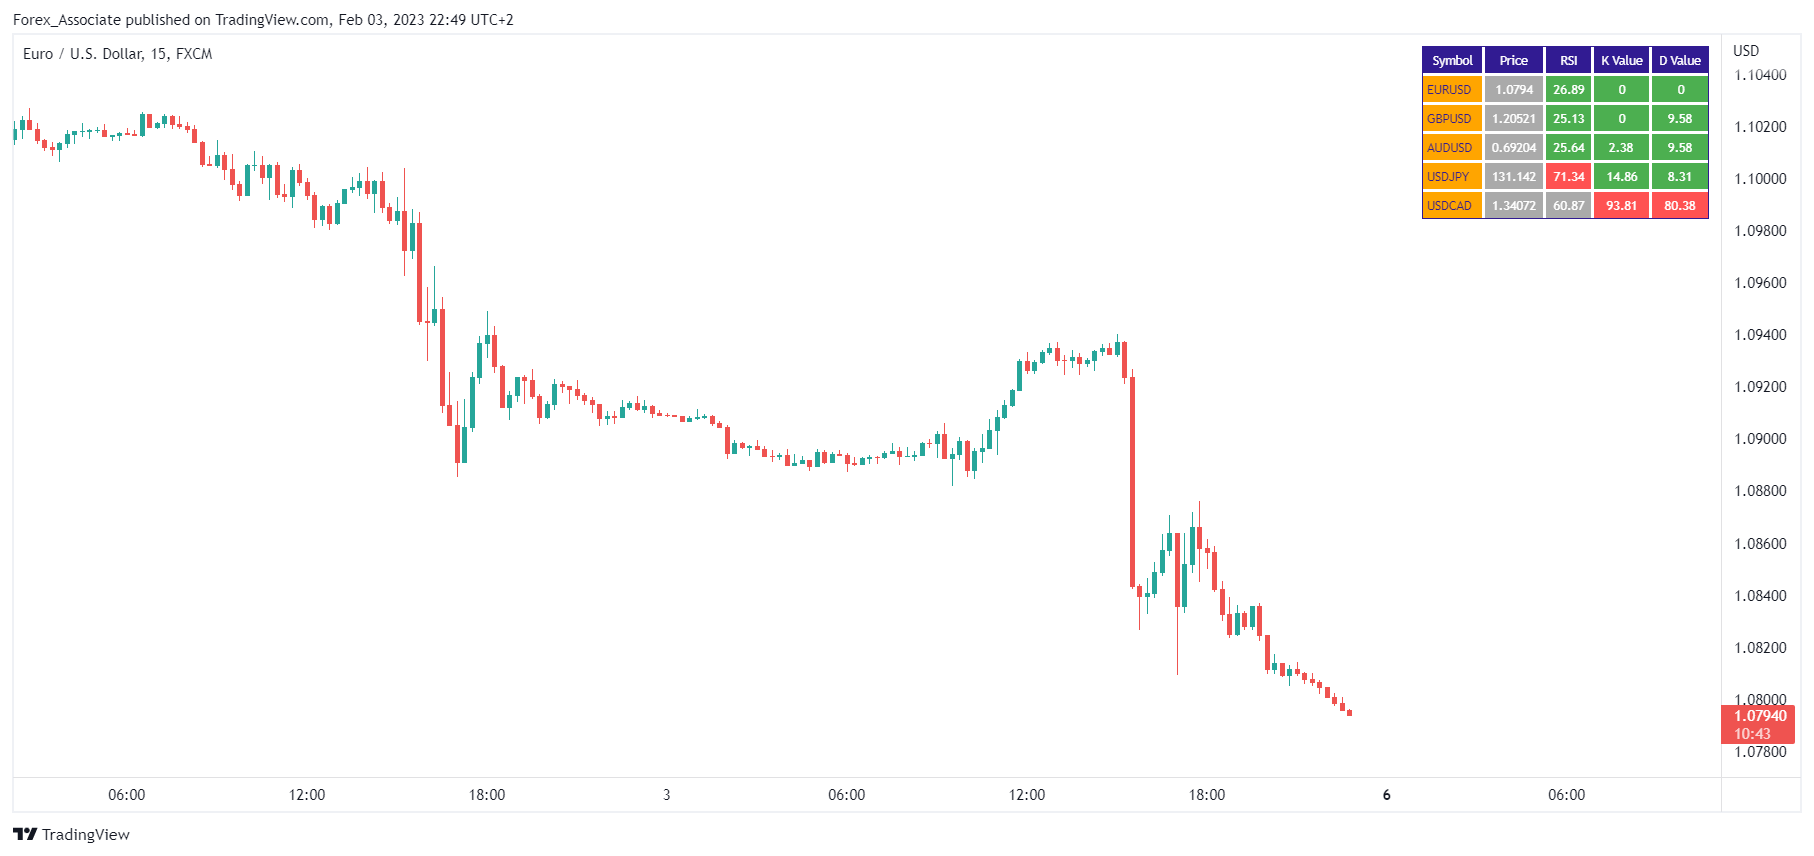 Forex_Associate published on TradingView.com, Feb 03, 2023 22:49 UTC+2
Euro / U.S. Dollar, 15, FXCM
Symbol Price RSI K Value D Value
EURUSD 1.0794 26.89 0 0
GBPUSD 1.20521 25.13 0 9.58
AUDUSD 0.69204 25.64 2.38 9.58
USDJPY 131.142 71.34 14.86 8.31
USDCAD 1.34072 60.87 93.81 80.38
USD
1.10400
1.10200
1.10000
1.09800
1.09600
1.09400
1.09200
1.09000
1.08800
1.08600
1.08400
1.08200
1.08000
1.07940
10:43
1.07800
06:00 12:00 18:00 3 06:00 12:00 18:00 6 06:00
TradingView